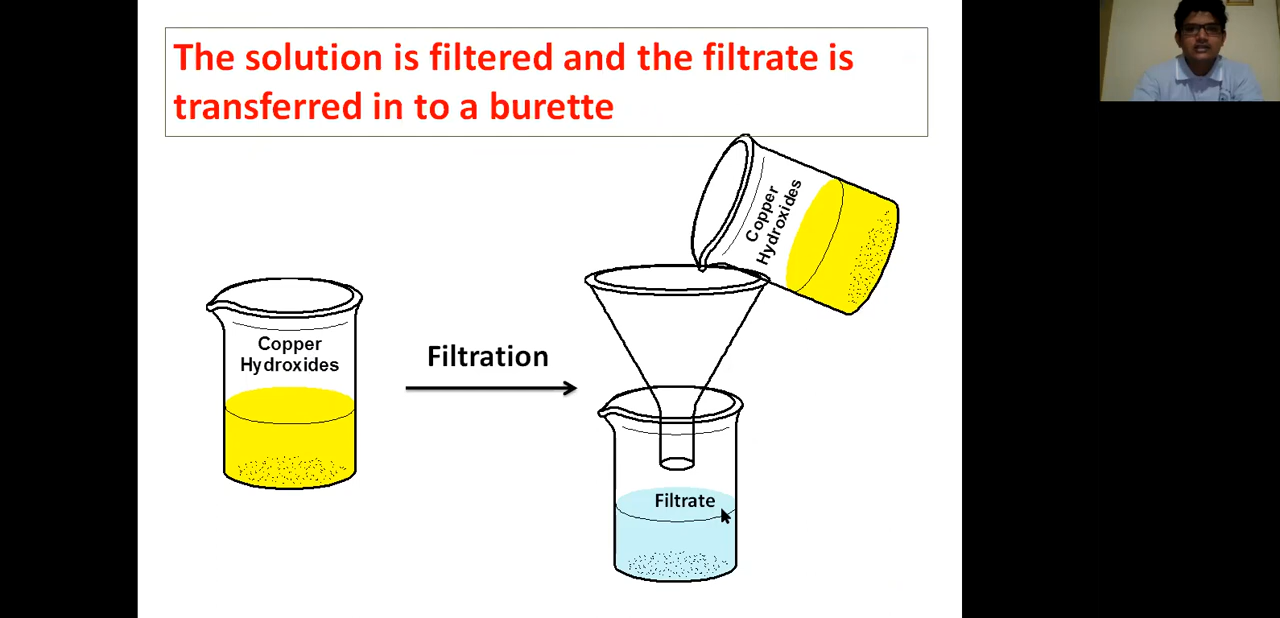 The solution is filtered and the filtrate is
transferred in to a burette
Copper
Hydroxides
Copper
Hydroxides
Filtration
Filtrate